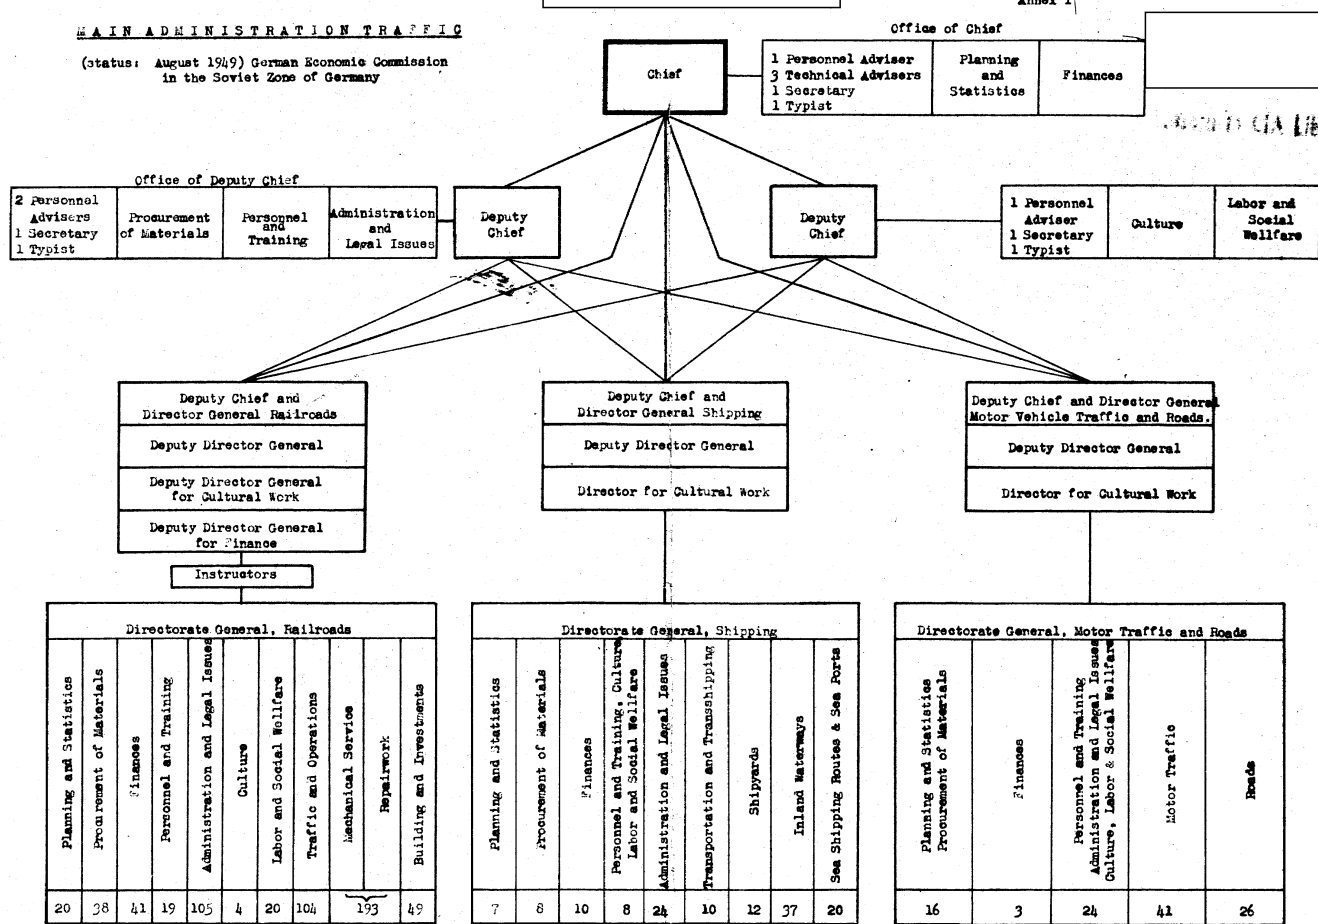 Annex 1
MAIN ADMINISTRATION TRAFFIC
(status: August 1949) German Economic Commission
in the Soviet Zone of Germany
Chief
Office of Chief
1 Personnel Adviser
3 Technical Advisers
1 Secretary
1 Typist
Planning
and
Statistics
Finances
CIA
Office of Deputy Chief
2 Personnel
Advisers
1 Secretary
1 Typist
Procurement
of Materials
Personnel
and
Training
Administration
and
Legal Issues
Deputy
Chief
Deputy
Chief
1 Personnel
Adviser
1 Secretary
1 Typist
Culture
Labor and
Social
Wellfare
Deputy Chief and
Director General Railroads
Deputy Director General
Deputy Director General
for Cultural Work
Deputy Director General
for Finance
Instructors
Deputy Chief and
Director General Shipping
Deputy Director General
Director for Cultural Work
Deputy Chief and Director General
Motor Vehicle Traffic and Roads.
Deputy Director General
Director for Cultural Work
Directorate General, Railroads
Planning and Statistics
Procurement of Materials
Finances
Personnel and Training
Administration and Legal Issues
Culture
Labor and Social Wellfare
Traffic and Operations
Mechanical Service
Repairwork
Building and Investments
20 38 41 19 105 4 20 104 193 49
Directorate General, Shipping
Planning and Statistics
Procurement of Materials
Finances
Personnel and Training, Culture,
Labor and Social Wellfare
Administration and Legal Issues
Transportation and Transshipping
Shipyards
Inland Waterways
Sea Shipping Routes & Sea Ports
7 8 10 8 24 10 12 37 20
Directorate General, Motor Traffic and Roads
Planning and Statistics
Procurement of Materials
Finances
Personnel and Training
Administration and Legal Issues
Culture, Labor & Social Wellfare
Motor Traffic
Roads
16 3 24 41 26